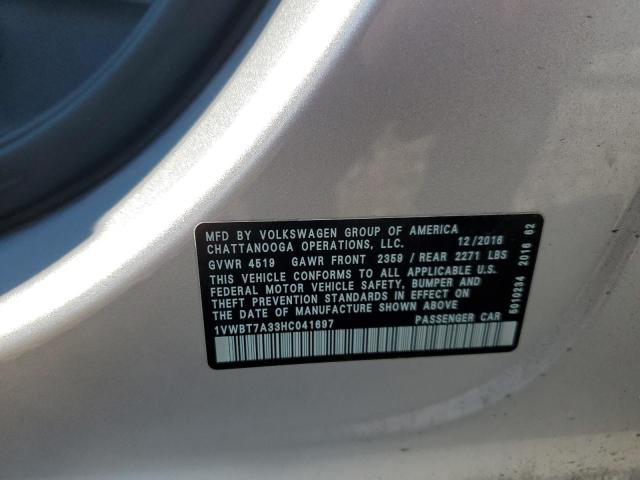 MFD BY VOLKSWAGEN GROUP OF AMERICA
CHATTANOOGA OPERATIONS, LLC. 12/2016
GVWR 4519 GAWR FRONT 2359 / REAR 2271 LBS
THIS VEHICLE CONFORMS TO ALL APPLICABLE U.S.
FEDERAL MOTOR VEHICLE SAFETY, BUMPER AND
THEFT PREVENTION STANDARDS IN EFFECT ON
THE DATE OF MANUFACTURE SHOWN ABOVE.
1VWBT7A33HC041697 PASSENGER CAR
5010234 2016 62